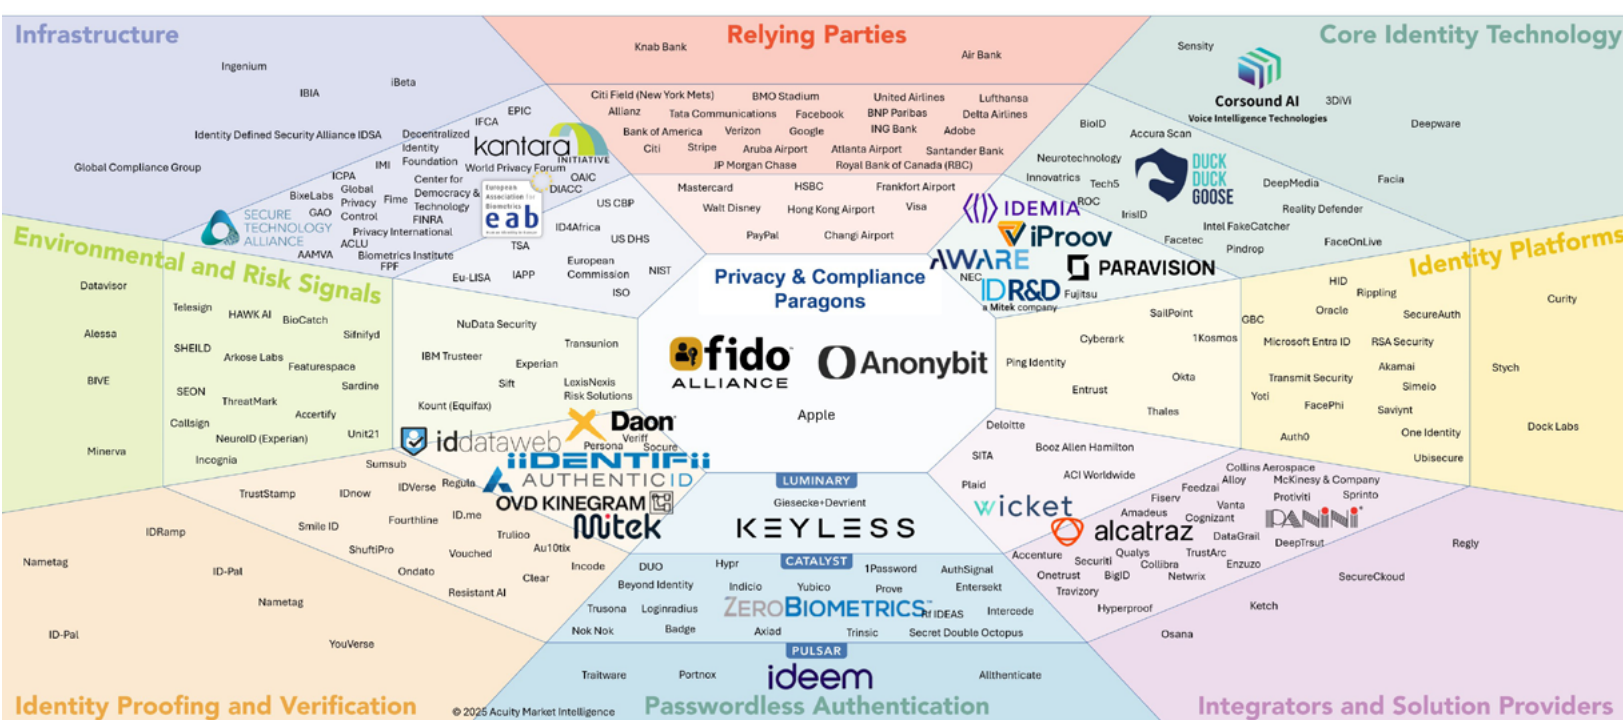 Infrastructure
Ingenium
iBeta
IBIA
EPIC
IFCA
Identity Defined Security Alliance IDSA
Decentralized
Identity
Foundation
kantara
INITIATIVE
Global Compliance Group
IMI
World Privacy Forum
ICPA
OAIC
DIACC
Center for
Democracy &
Technology
BixeLabs
Global
Privacy
Control
Fime
GAO
FINRA
European
Association for
Biometrics
eab
SECURE
TECHNOLOGY
ALLIANCE
Privacy International
ACLU
AAMVA
Biometrics Institute
FPF
US CBP
ID4Africa
US DHS
TSA
European
Commission
NIST
Eu-LISA
IAPP
ISO
Relying Parties
Knab Bank
Air Bank
Citi Field (New York Mets)
BMO Stadium
United Airlines
Lufthansa
Allianz
Tata Communications
Facebook
BNP Paribas
Delta Airlines
Bank of America
Verizon
Google
ING Bank
Adobe
Citi
Stripe
Aruba Airport
Atlanta Airport
Santander Bank
JP Morgan Chase
Royal Bank of Canada (RBC)
Mastercard
HSBC
Frankfort Airport
Walt Disney
Hong Kong Airport
Visa
PayPal
Changi Airport
Core Identity Technology
Sensity
Corsound AI
Voice Intelligence Technologies
3DiVi
Deepware
BioID
Accura Scan
Neurotechnology
Innovatrics
Tech5
DUCK
DUCK
GOOSE
DeepMedia
Facia
ROC
IrisID
Reality Defender
Intel FakeCatcher
Facetec
Pindrop
FaceOnLive
IDEMIA
iProov
AWARE
PARAVISION
NEC
IDR&D
a Mitek company
Fujitsu
Environmental and Risk Signals
Datavisor
Alessa
BIVE
Minerva
Telesign
HAWK AI
BioCatch
Sifnifyd
SHEILD
Arkose Labs
Featurespace
SEON
Sardine
ThreatMark
Accertify
Callsign
NeuroID (Experian)
Unit21
Incognia
NuData Security
Transunion
IBM Trusteer
Experian
Sift
LexisNexis
Risk Solutions
Kount (Equifax)
Privacy & Compliance
Paragons
fido
ALLIANCE
Anonybit
Apple
Identity Platforms
SailPoint
Cyberark
1Kosmos
Ping Identity
Okta
Entrust
Thales
HID
Rippling
GBC
Oracle
SecureAuth
Microsoft Entra ID
RSA Security
Akamai
Transmit Security
Simeio
Yoti
FacePhi
Saviynt
Auth0
One Identity
Ubisecure
Curity
Stych
Dock Labs
iddataweb
Daon
Veriff
Persona
Socure
iiDENTIFii
AUTHENTICID
OVD KINEGRAM
Mitek
Sumsub
TrustStamp
IDnow
IDVerse
Regula
Smile ID
Fourthline
ID.me
Trulioo
ShuftiPro
Vouched
Au10tix
Ondato
Clear
Incode
Resistant AI
IDRamp
Nametag
ID-Pal
Nametag
ID-Pal
YouVerse
Identity Proofing and Verification
LUMINARY
Giesecke+Devrient
KEYLESS
CATALYST
DUO
Hypr
1Password
AuthSignal
Beyond Identity
Indicio
Yubico
Prove
Entersekt
Trusona
Loginradius
ZEROBIOMETRICS
Rf IDEAS
Intercede
Nok Nok
Badge
Axiad
Trinsic
Secret Double Octopus
PULSAR
Traitware
Portnox
ideem
Allthenticate
© 2025 Acuity Market Intelligence
Passwordless Authentication
Deloitte
SITA
Booz Allen Hamilton
ACI Worldwide
Plaid
wicket
alcatraz
Collins Aerospace
Alloy
McKinesy & Company
Feedzai
Protiviti
Sprinto
Fiserv
Vanta
Amadeus
Cognizant
PANINI
DataGrail
DeepTrsut
Accenture
Qualys
TrustArc
Securiti
Collibra
Enzuzo
Onetrust
BigID
Netwrix
Travizory
Hyperproof
Regly
SecureCkoud
Ketch
Osana
Integrators and Solution Providers